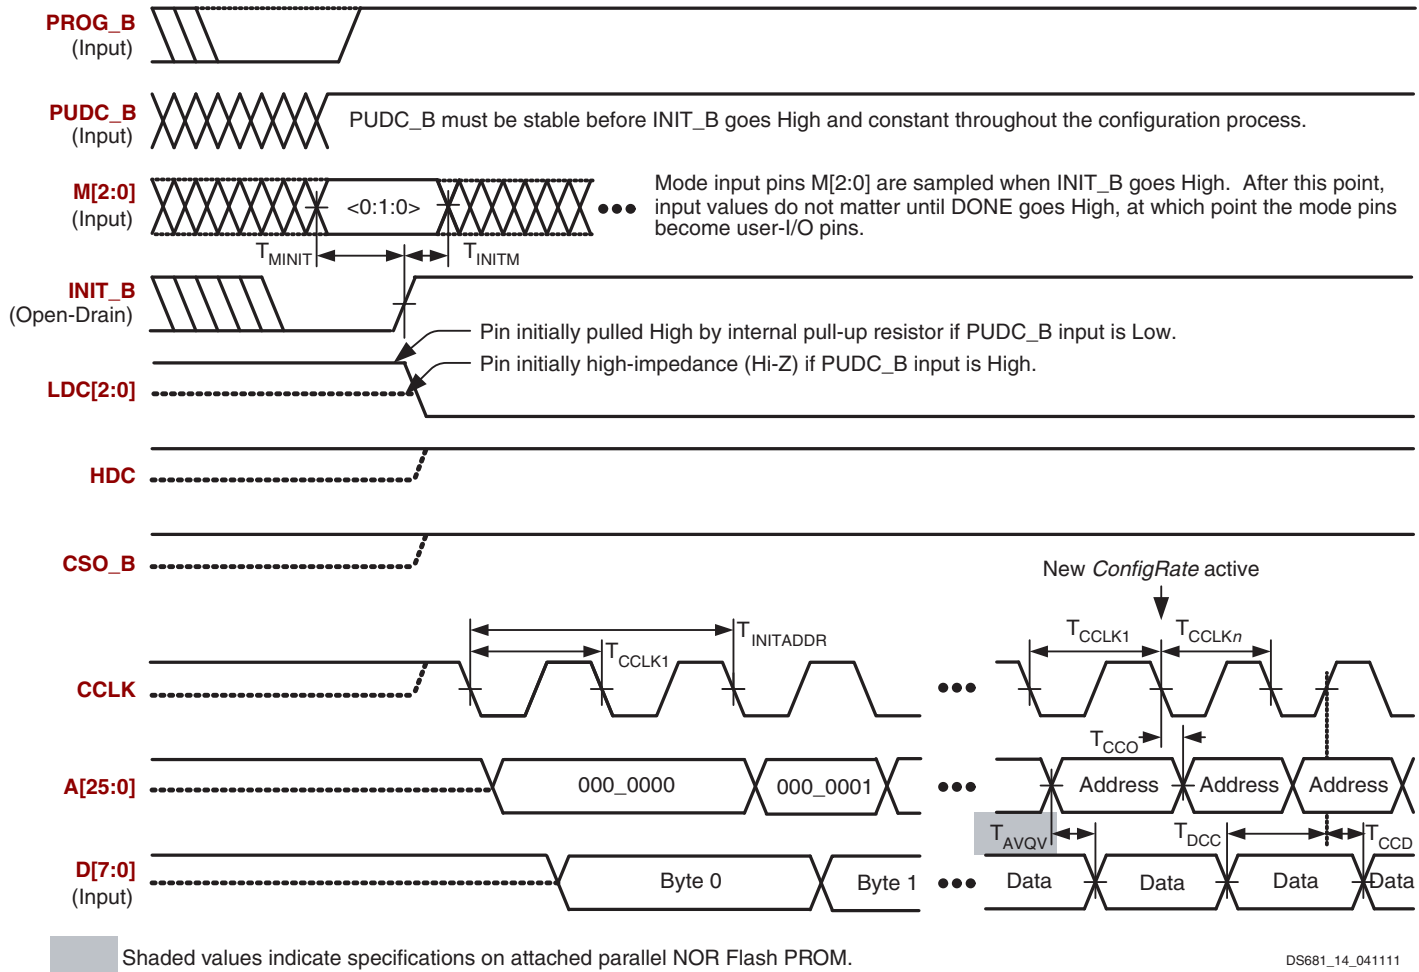 PROG_B
(Input)
PUDC_B
(Input)
PUDC_B must be stable before INIT_B goes High and constant throughout the configuration process.
M[2:0]
(Input)
<0:1:0>
Mode input pins M[2:0] are sampled when INIT_B goes High. After this point,
input values do not matter until DONE goes High, at which point the mode pins
become user-I/O pins.
TMINIT
TINITM
INIT_B
(Open-Drain)
Pin initially pulled High by internal pull-up resistor if PUDC_B input is Low.
Pin initially high-impedance (Hi-Z) if PUDC_B input is High.
LDC[2:0]
HDC
CSO_B
New ConfigRate active
TINITADDR
TCCLK1
TCCLK1
TCCLKn
CCLK
TCCO
A[25:0]
000_0000
000_0001
Address
Address
Address
TAVQV
TDCC
TCCD
D[7:0]
(Input)
Byte 0
Byte 1
Data
Data
Data
Data
Shaded values indicate specifications on attached parallel NOR Flash PROM.
DS681_14_041111